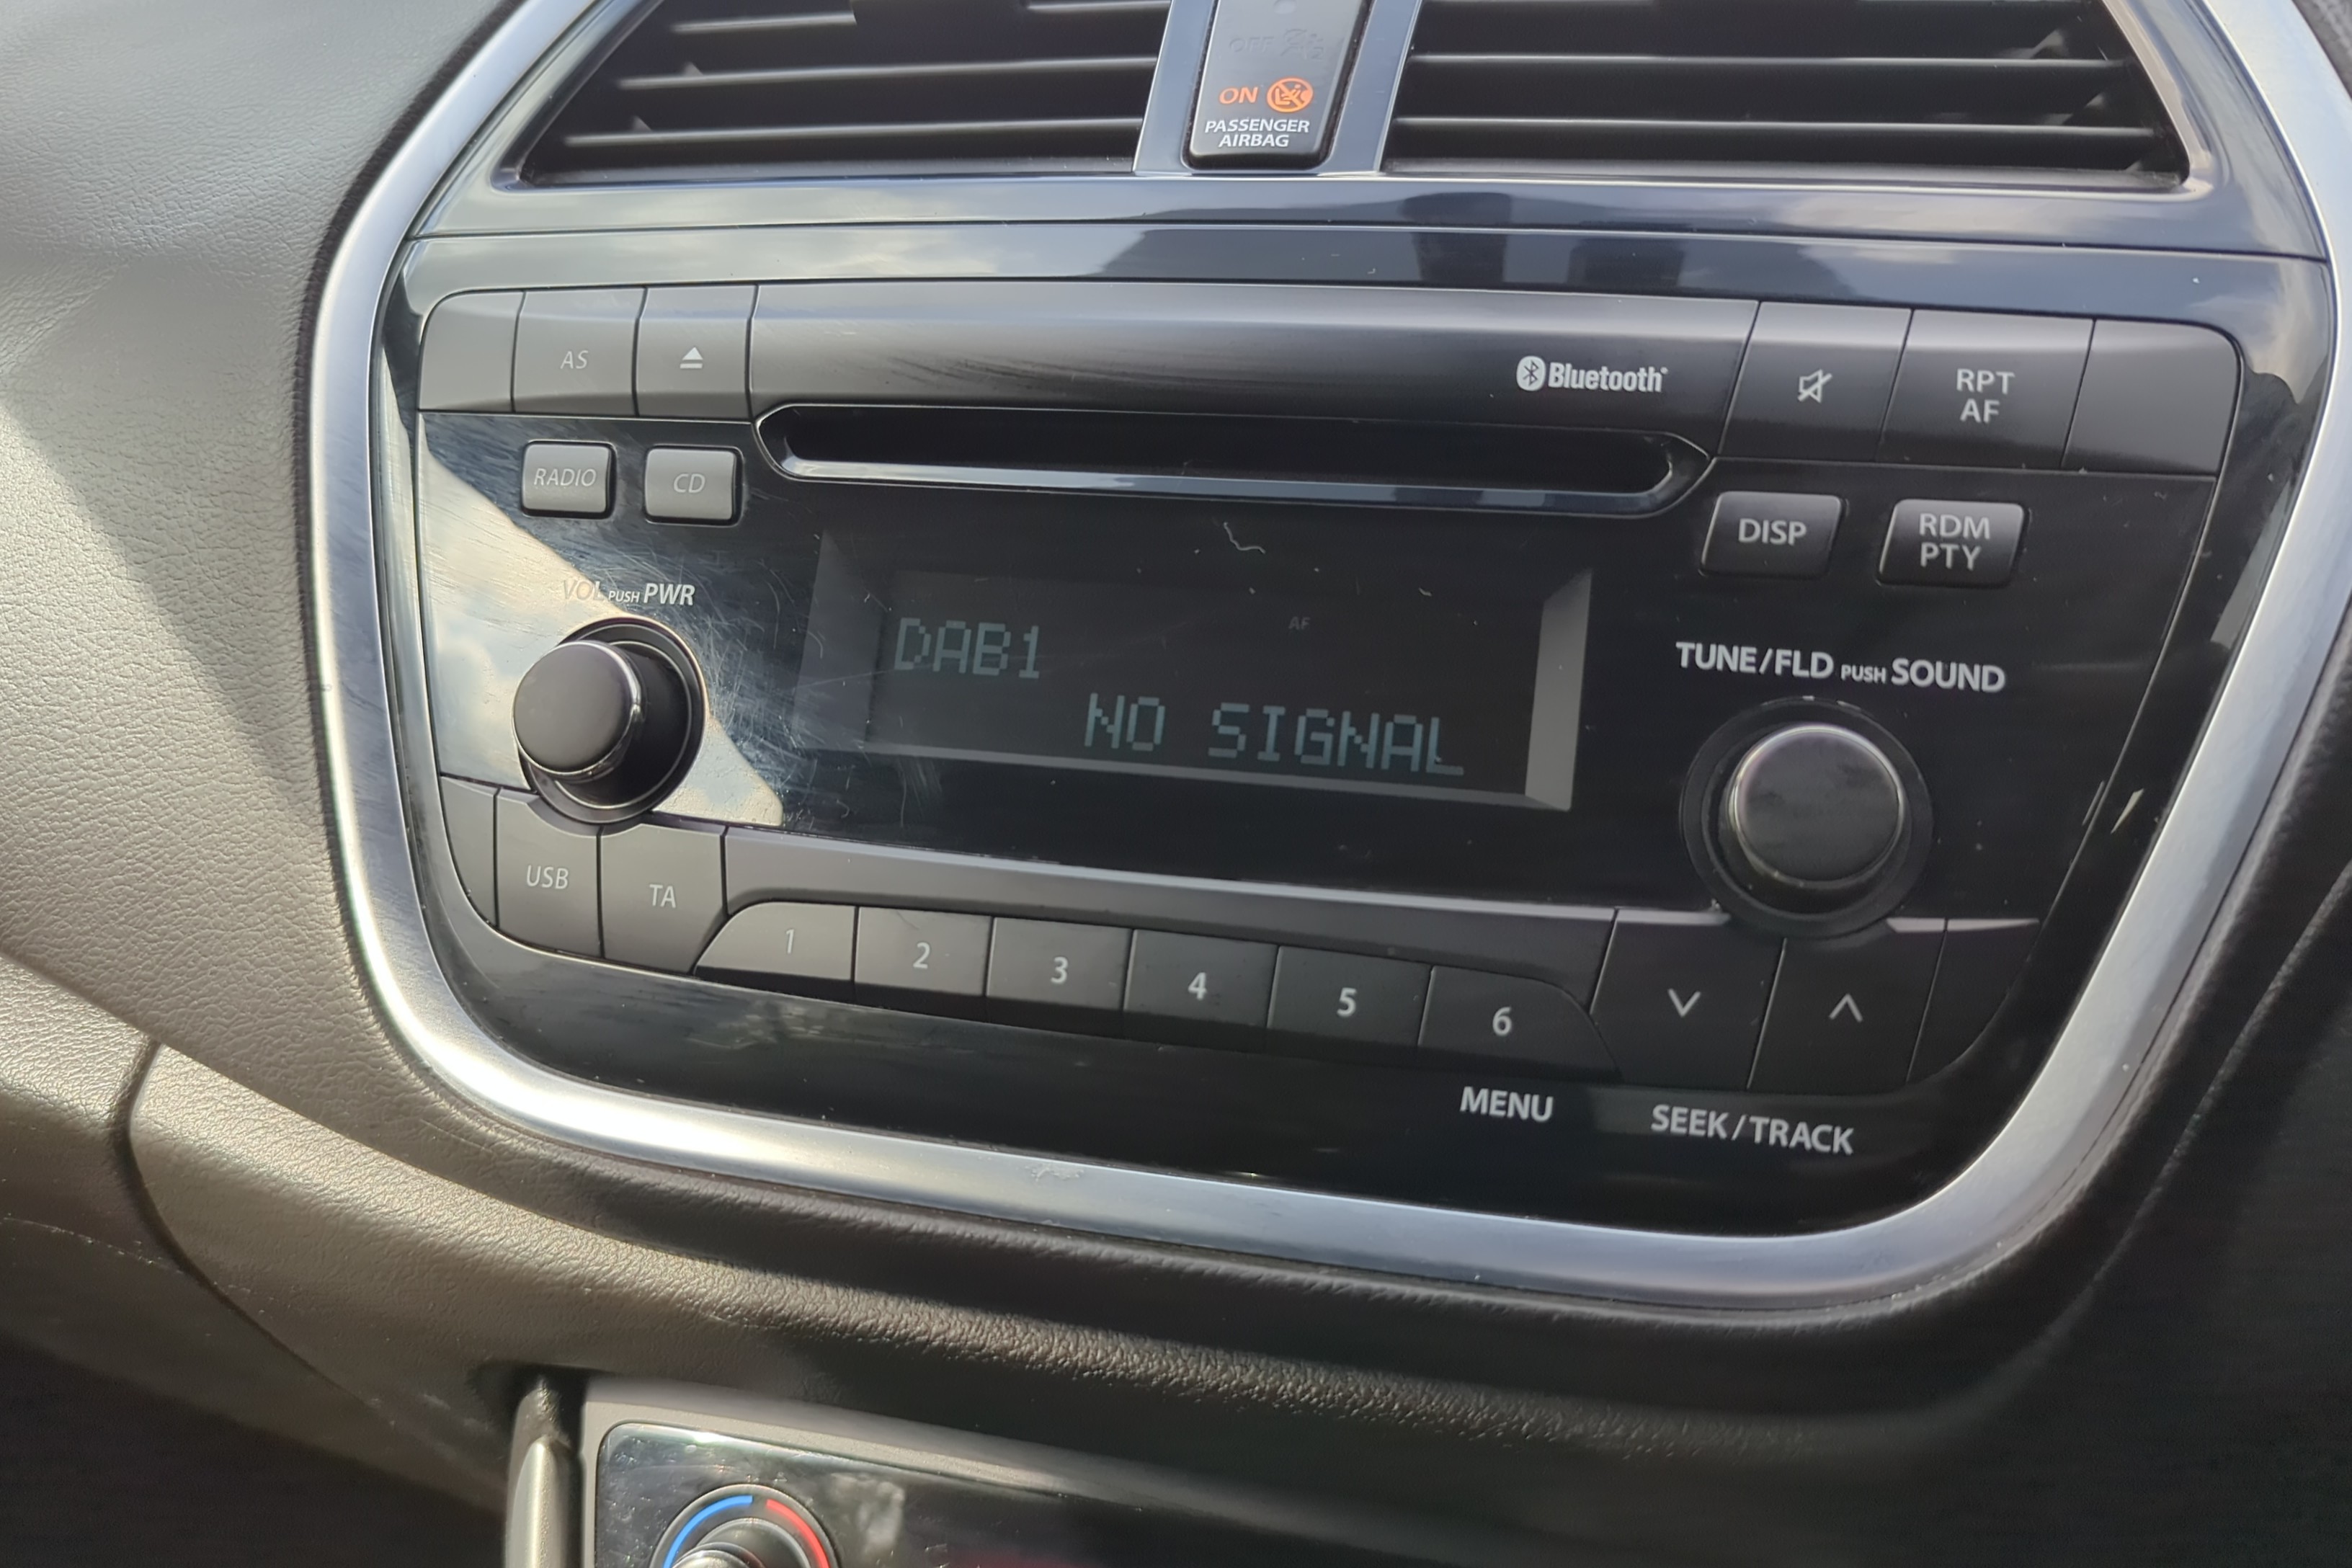 OFF
ON
PASSENGER
AIRBAG
AS
Bluetooth
RPT
AF
RADIO
CD
DISP
RDM
PTY
VOL PUSH PWR
AF
DAB1
NO SIGNAL
TUNE/FLD PUSH SOUND
USB
TA
1
2
3
4
5
6
MENU
SEEK/TRACK